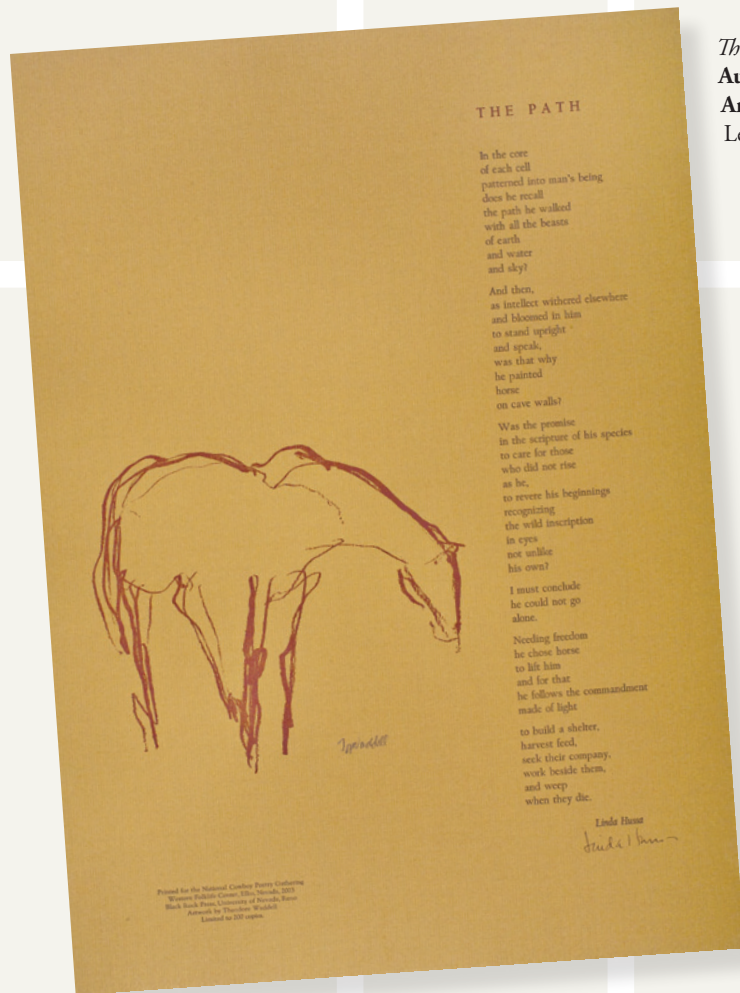 THE PATH
In the core
of each cell
patterned into man's being
does he recall
the path he walked
with all the beasts
of earth
and water
and sky?
And then,
as intellect withered elsewhere
and bloomed in him
to stand upright
and speak,
was that why
he painted
horse
on cave walls?
Was the promise
in the scripture of his species
to care for those
who did not rise
as he,
to revere his beginnings
recognizing
the wild inscription
in eyes
not unlike
his own?
I must conclude
he could not go
alone.
Needing freedom
he chose horse
to lift him
and for that
he follows the commandment
made of light
to build a shelter,
harvest feed,
seek their company,
work beside them,
and weep
when they die.
Linda Hussa
Linda Hussa
Printed for the National Cowboy Poetry Gathering
Western Folklife Center, Elko, Nevada,
Black Rock Press, University of Nevada, Reno
Artwork by Theodore Waddell
Limited to 100 copies